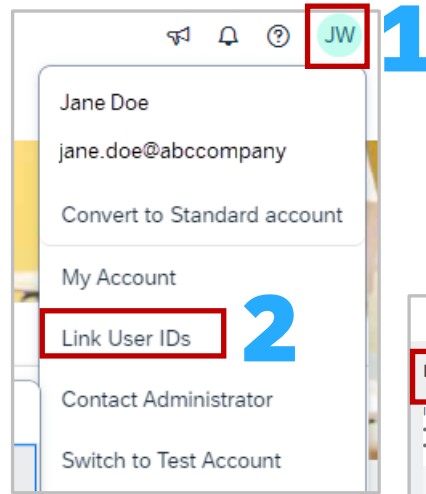 JW
1
Jane Doe
jane.doe@abccompany
Convert to Standard account
My Account
Link User IDs
2
Contact Administrator
Switch to Test Account